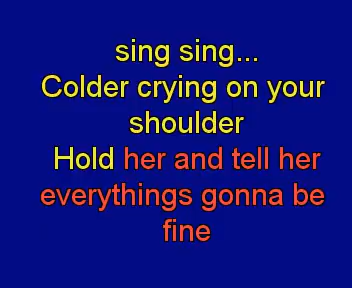 sing sing...
Colder crying on your
shoulder
Hold her and tell her
everythings gonna be
fine